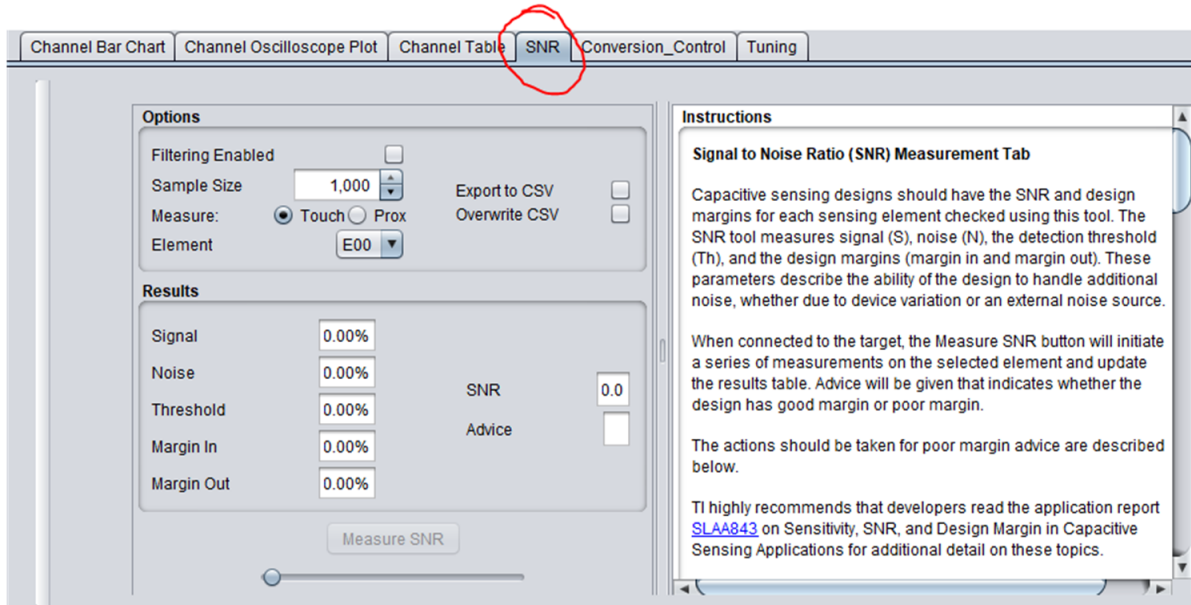 Channel Bar Chart Channel Oscilloscope Plot Channel Table SNR Conversion_Control Tuning
Options
Filtering Enabled
Sample Size 1,000 Export to CSV
Measure: Touch Prox Overwrite CSV
Element E00
Results
Signal 0.00%
Noise 0.00%
SNR 0.0
Threshold 0.00%
Advice
Margin In 0.00%
Margin Out 0.00%
Measure SNR
Instructions
Signal to Noise Ratio (SNR) Measurement Tab
Capacitive sensing designs should have the SNR and design
margins for each sensing element checked using this tool. The
SNR tool measures signal (S), noise (N), the detection threshold
(Th), and the design margins (margin in and margin out). These
parameters describe the ability of the design to handle additional
noise, whether due to device variation or an external noise source.
When connected to the target, the Measure SNR button will initiate
a series of measurements on the selected element and update
the results table. Advice will be given that indicates whether the
design has good margin or poor margin.
The actions should be taken for poor margin advice are described
below.
TI highly recommends that developers read the application report
SLAA843 on Sensitivity, SNR, and Design Margin in Capacitive
Sensing Applications for additional detail on these topics.